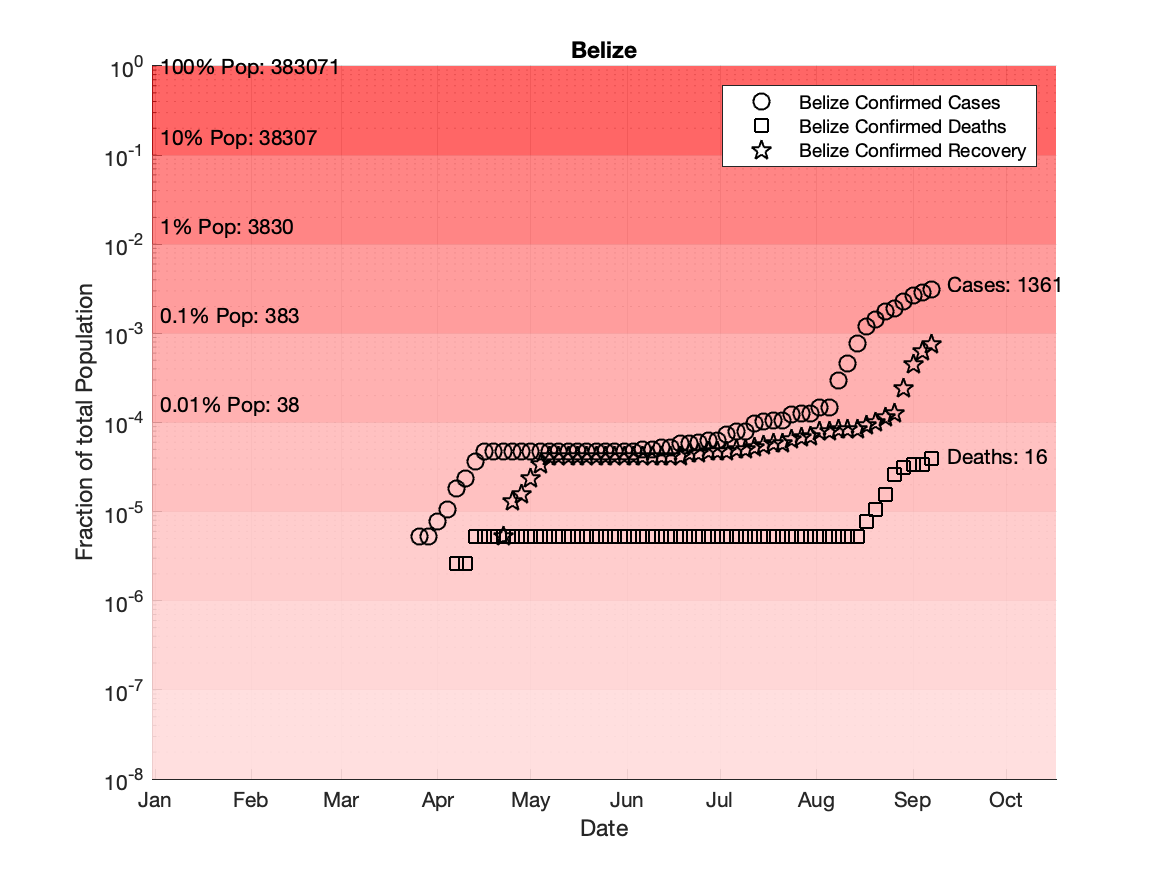 Belize
10^0
100% Pop: 383071
Belize Confirmed Cases
Belize Confirmed Deaths
Belize Confirmed Recovery
10% Pop: 38307
10^-1
1% Pop: 3830
10^-2
Cases: 1361
0.1% Pop: 383
10^-3
0.01% Pop: 38
10^-4
Deaths: 16
10^-5
10^-6
10^-7
10^-8
Fraction of total Population
Jan Feb Mar Apr May Jun Jul Aug Sep Oct
Date